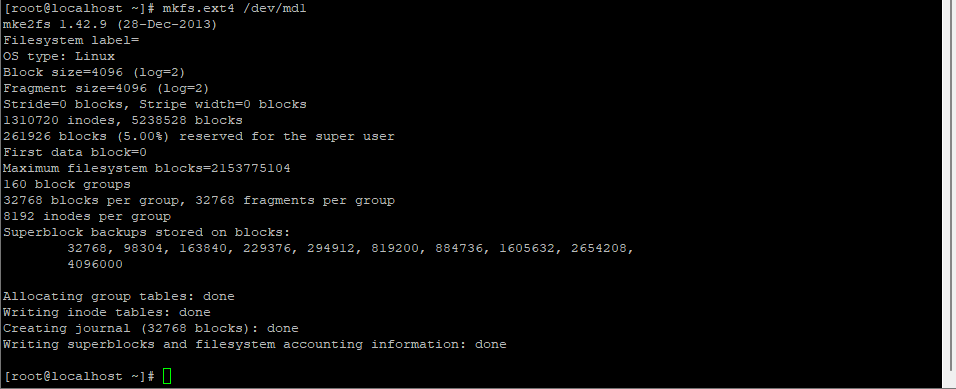 [root@localhost ~]# mkfs.ext4 /dev/md1
mke2fs 1.42.9 (28-Dec-2013)
Filesystem label=
OS type: Linux
Block size=4096 (log=2)
Fragment size=4096 (log=2)
Stride=0 blocks, Stripe width=0 blocks
1310720 inodes, 5238528 blocks
261926 blocks (5.00%) reserved for the super user
First data block=0
Maximum filesystem blocks=2153775104
160 block groups
32768 blocks per group, 32768 fragments per group
8192 inodes per group
Superblock backups stored on blocks:
        32768, 98304, 163840, 229376, 294912, 819200, 884736, 1605632, 2654208,
        4096000

Allocating group tables: done
Writing inode tables: done
Creating journal (32768 blocks): done
Writing superblocks and filesystem accounting information: done

[root@localhost ~]#